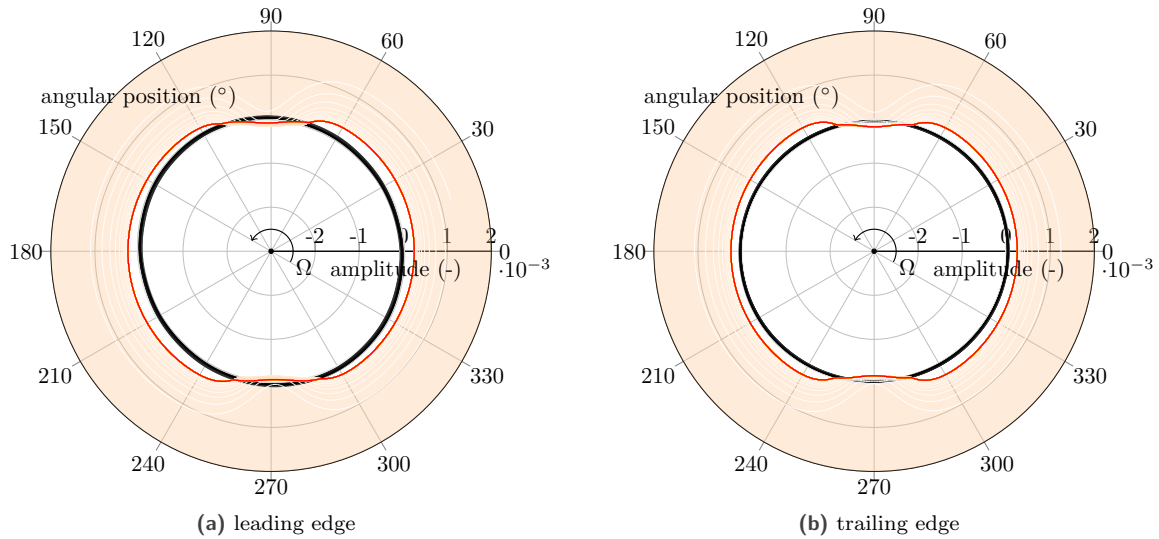 90
120
60
angular position (°)
150
30
-2 -1 0 1 2
180
0
Ω
amplitude (-)
·10⁻³
210
330
240
300
270
(a) leading edge
90
120
60
angular position (°)
150
30
-2 -1 0 1 2
180
0
Ω
amplitude (-)
·10⁻³
210
330
240
300
270
(b) trailing edge